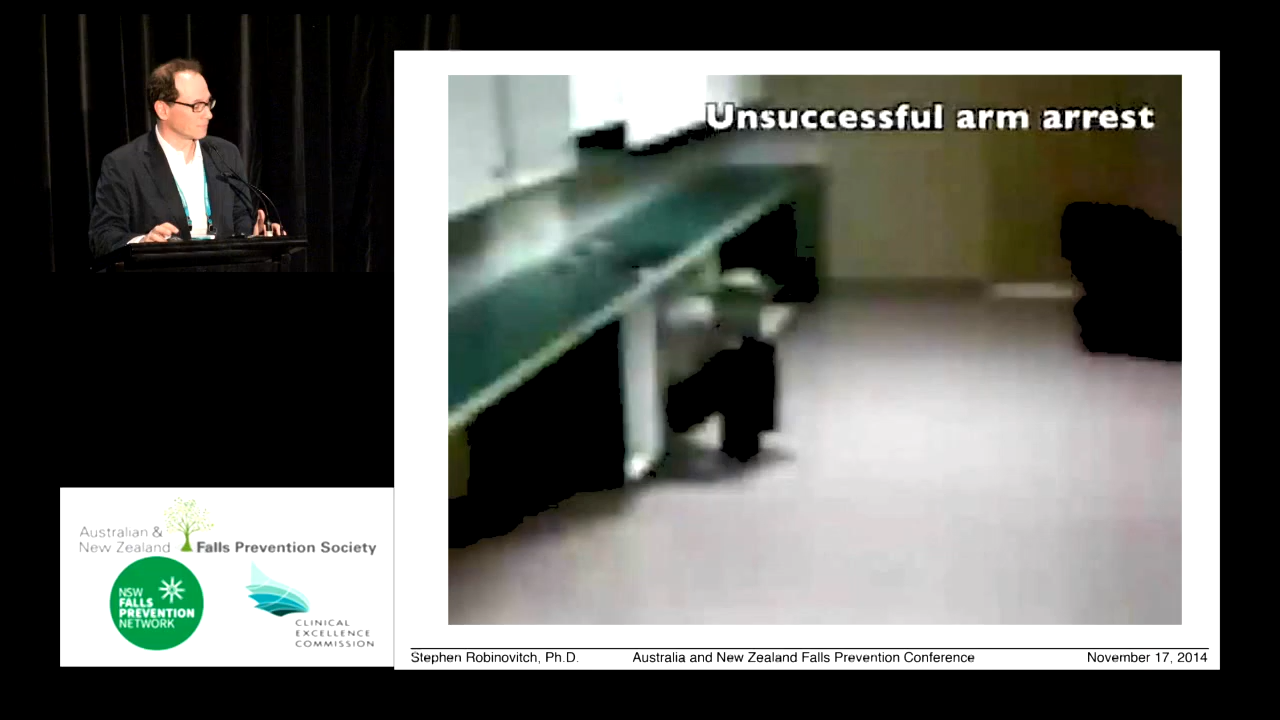 Unsuccessful arm arrest
Australian &
New Zealand Falls Prevention Society
NSW
FALLS
PREVENTION
NETWORK
CLINICAL
EXCELLENCE
COMMISSION
Stephen Robinovitch, Ph.D. Australia and New Zealand Falls Prevention Conference November 17, 2014